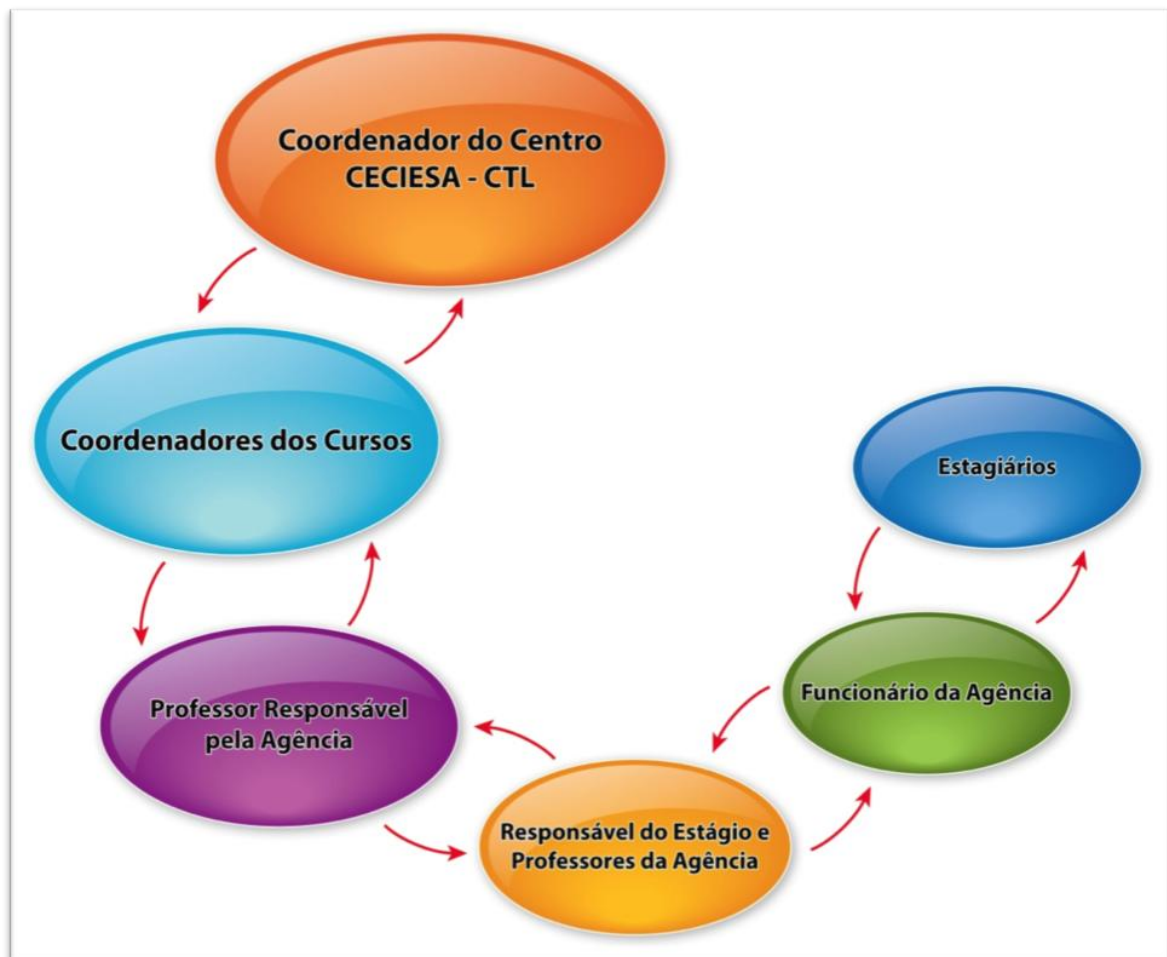 Coordenador do Centro
CECIESA - CTL
Coordenadores dos Cursos
Estagiários
Professor Responsável
pela Agência
Funcionário da Agência
Responsável do Estágio e
Professores da Agência